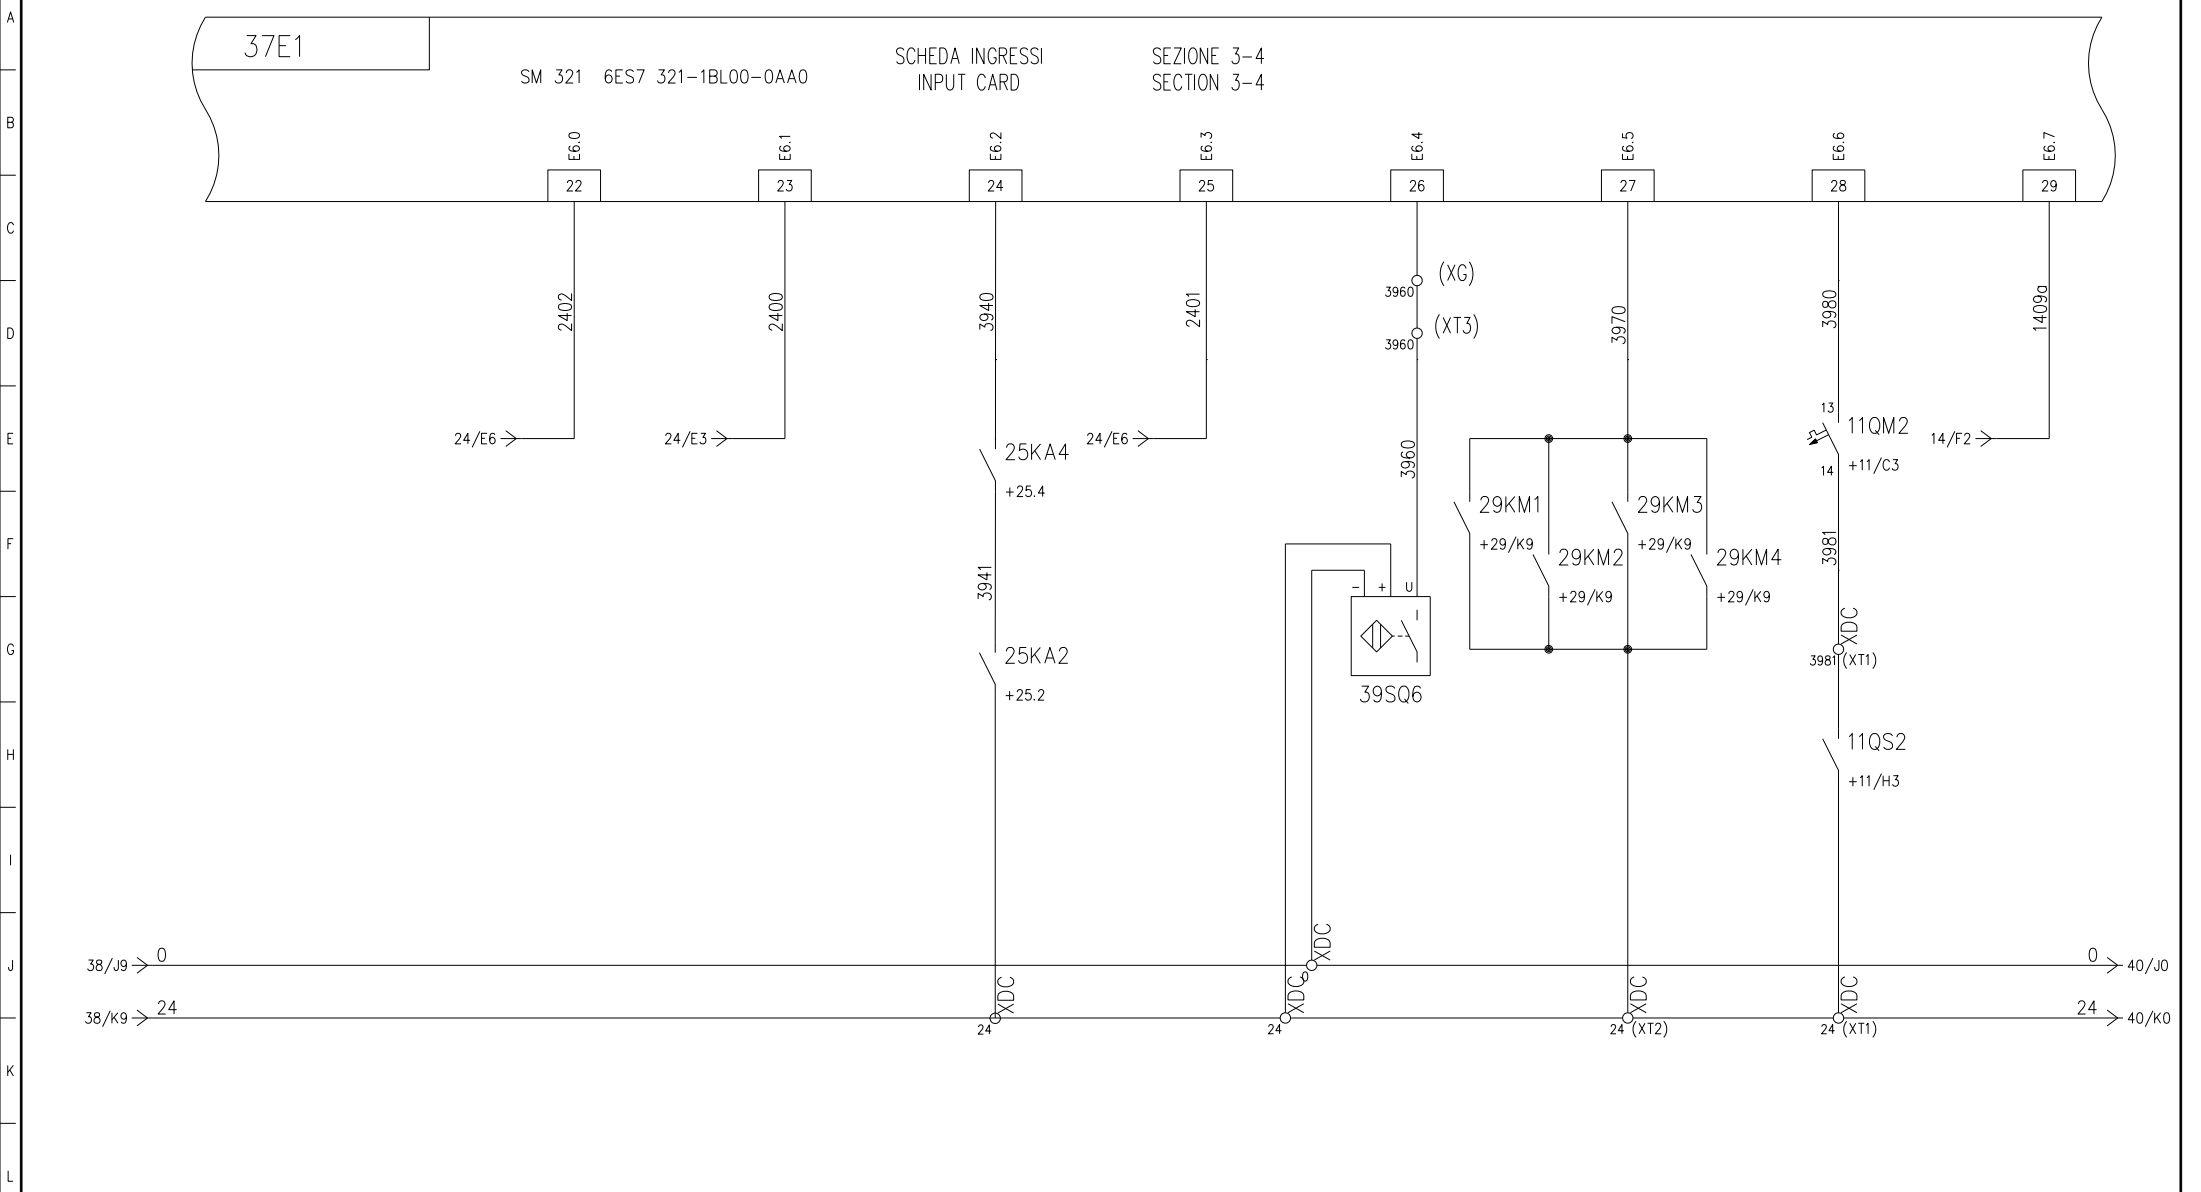 A
37E1
SCHEDA INGRESSI
SEZIONE 3-4
SM 321 6ES7 321-1BL00-0AA0
INPUT CARD
SECTION 3-4
B
E6.0
E6.1
E6.2
E6.3
E6.4
E6.5
E6.6
E6.7
22
23
24
25
26
27
28
29
C
(XG)
3960
2402
2400
3940
2401
3970
3980
1409a
D
(XT3)
3960
13
E
24/E6
24/E3
25KA4
24/E6
3960
11QM2
14/F2
+25.4
14
+11/C3
29KM1
29KM3
F
+29/K9
+29/K9
3981
29KM2
29KM4
3941
- + U
+29/K9
+29/K9
XDC
G
25KA2
3981 (XT1)
+25.2
39SQ6
H
11QS2
+11/H3
I
XDC
J
38/J9
0
0
0
40/J0
XDC
XDC
XDC
XDC
38/K9
24
24
40/K0
24
24
24 (XT2)
24 (XT1)
K
L